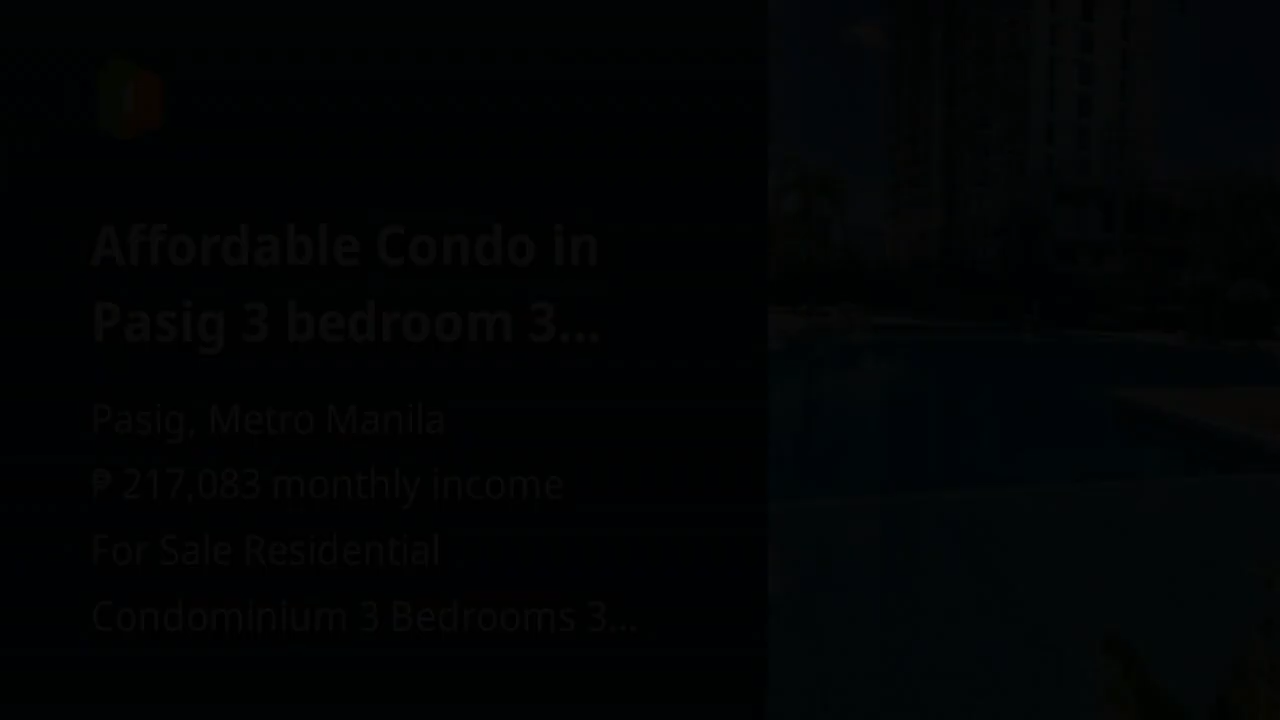 Affordable Condo in
Pasig 3 bedroom 3...
Pasig, Metro Manila
₱ 217,083 monthly income
For Sale Residential
Condominium 3 Bedrooms 3...